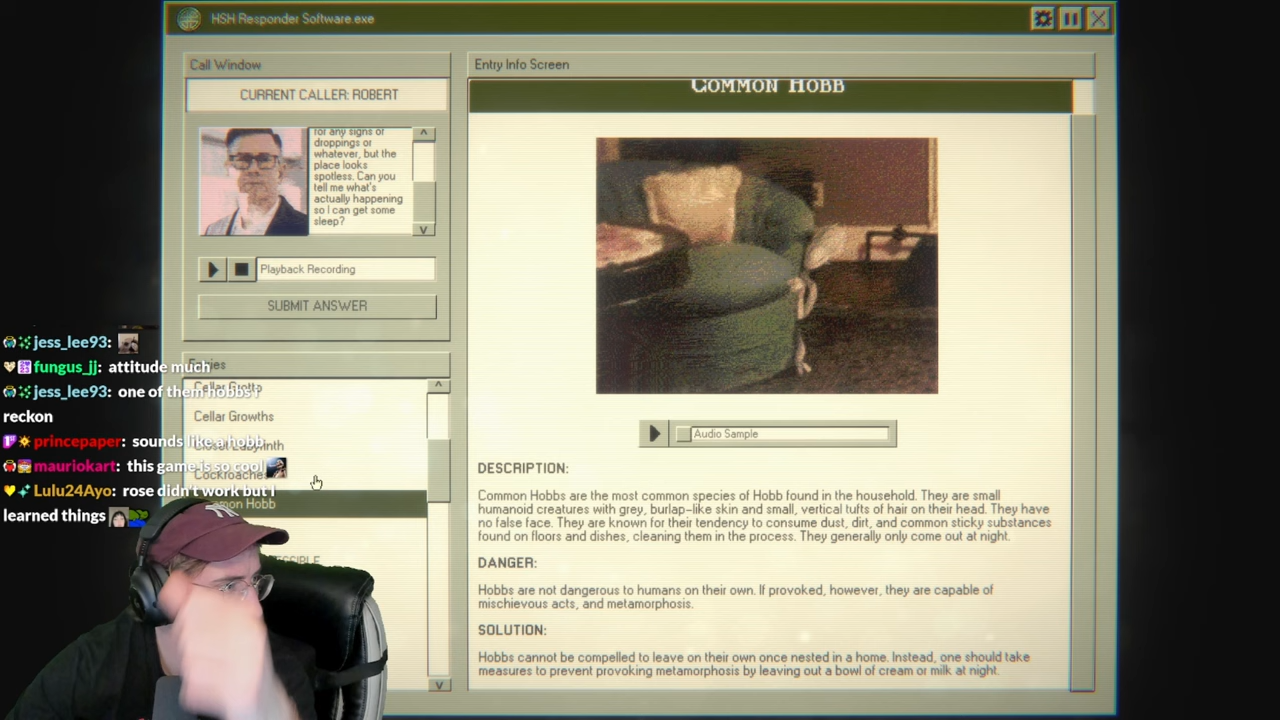 HSH Responder Software.exe
Call Window
CURRENT CALLER: ROBERT
for any signs of
droppings or
whatever, but the
place looks
spotless. Can you
tell me what's
actually happening
so I can get some
sleep?
Playback Recording
SUBMIT ANSWER
Cellar Grotto
Cellar Growths
Closet Labyrinth
Cockroaches
jess_lee93:
fungus_jj: attitude much
jess_lee93: one of them hobbs i
reckon
princepaper: sounds like a hobb
mauriokart: this game is so cool
Lulu24Ayo: rose didn't work but I
learned things
Entry Info Screen
Common Hobb
Audio Sample
DESCRIPTION:
Common Hobbs are the most common species of Hobb found in the household. They are small
humanoid creatures with grey, burlap-like skin and small, vertical tufts of hair on their head. They have
no false face. They are known for their tendency to consume dust, dirt, and common sticky substances
found on floors and dishes, cleaning them in the process. They generally only come out at night.
DANGER:
Hobbs are not dangerous to humans on their own. If provoked, however, they are capable of
mischievous acts, and metamorphosis.
SOLUTION:
Hobbs cannot be compelled to leave on their own once nested in a home. Instead, one should take
measures to prevent provoking metamorphosis by leaving out a bowl of cream or milk at night.